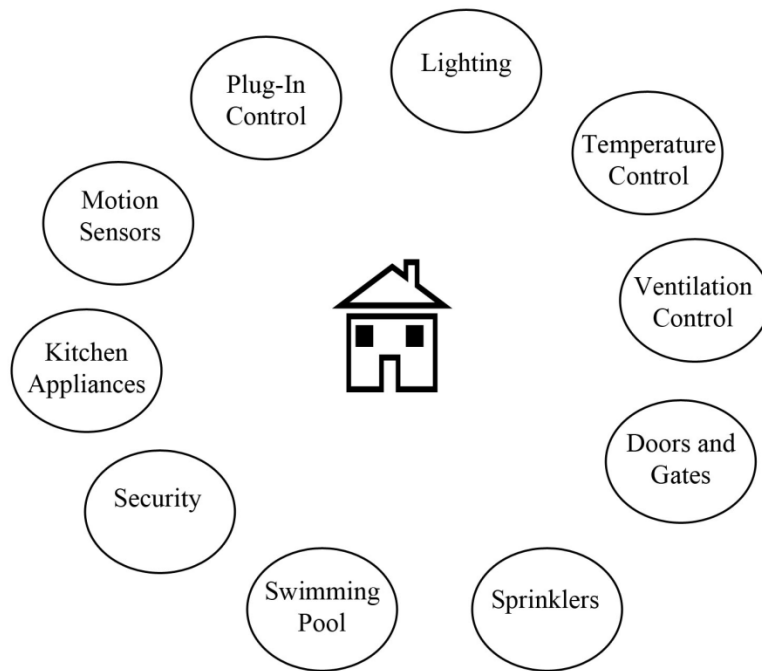 Lighting
Plug-In
Control
Temperature
Control
Motion
Sensors
Ventilation
Control
Kitchen
Appliances
Doors and
Gates
Security
Swimming
Pool
Sprinklers